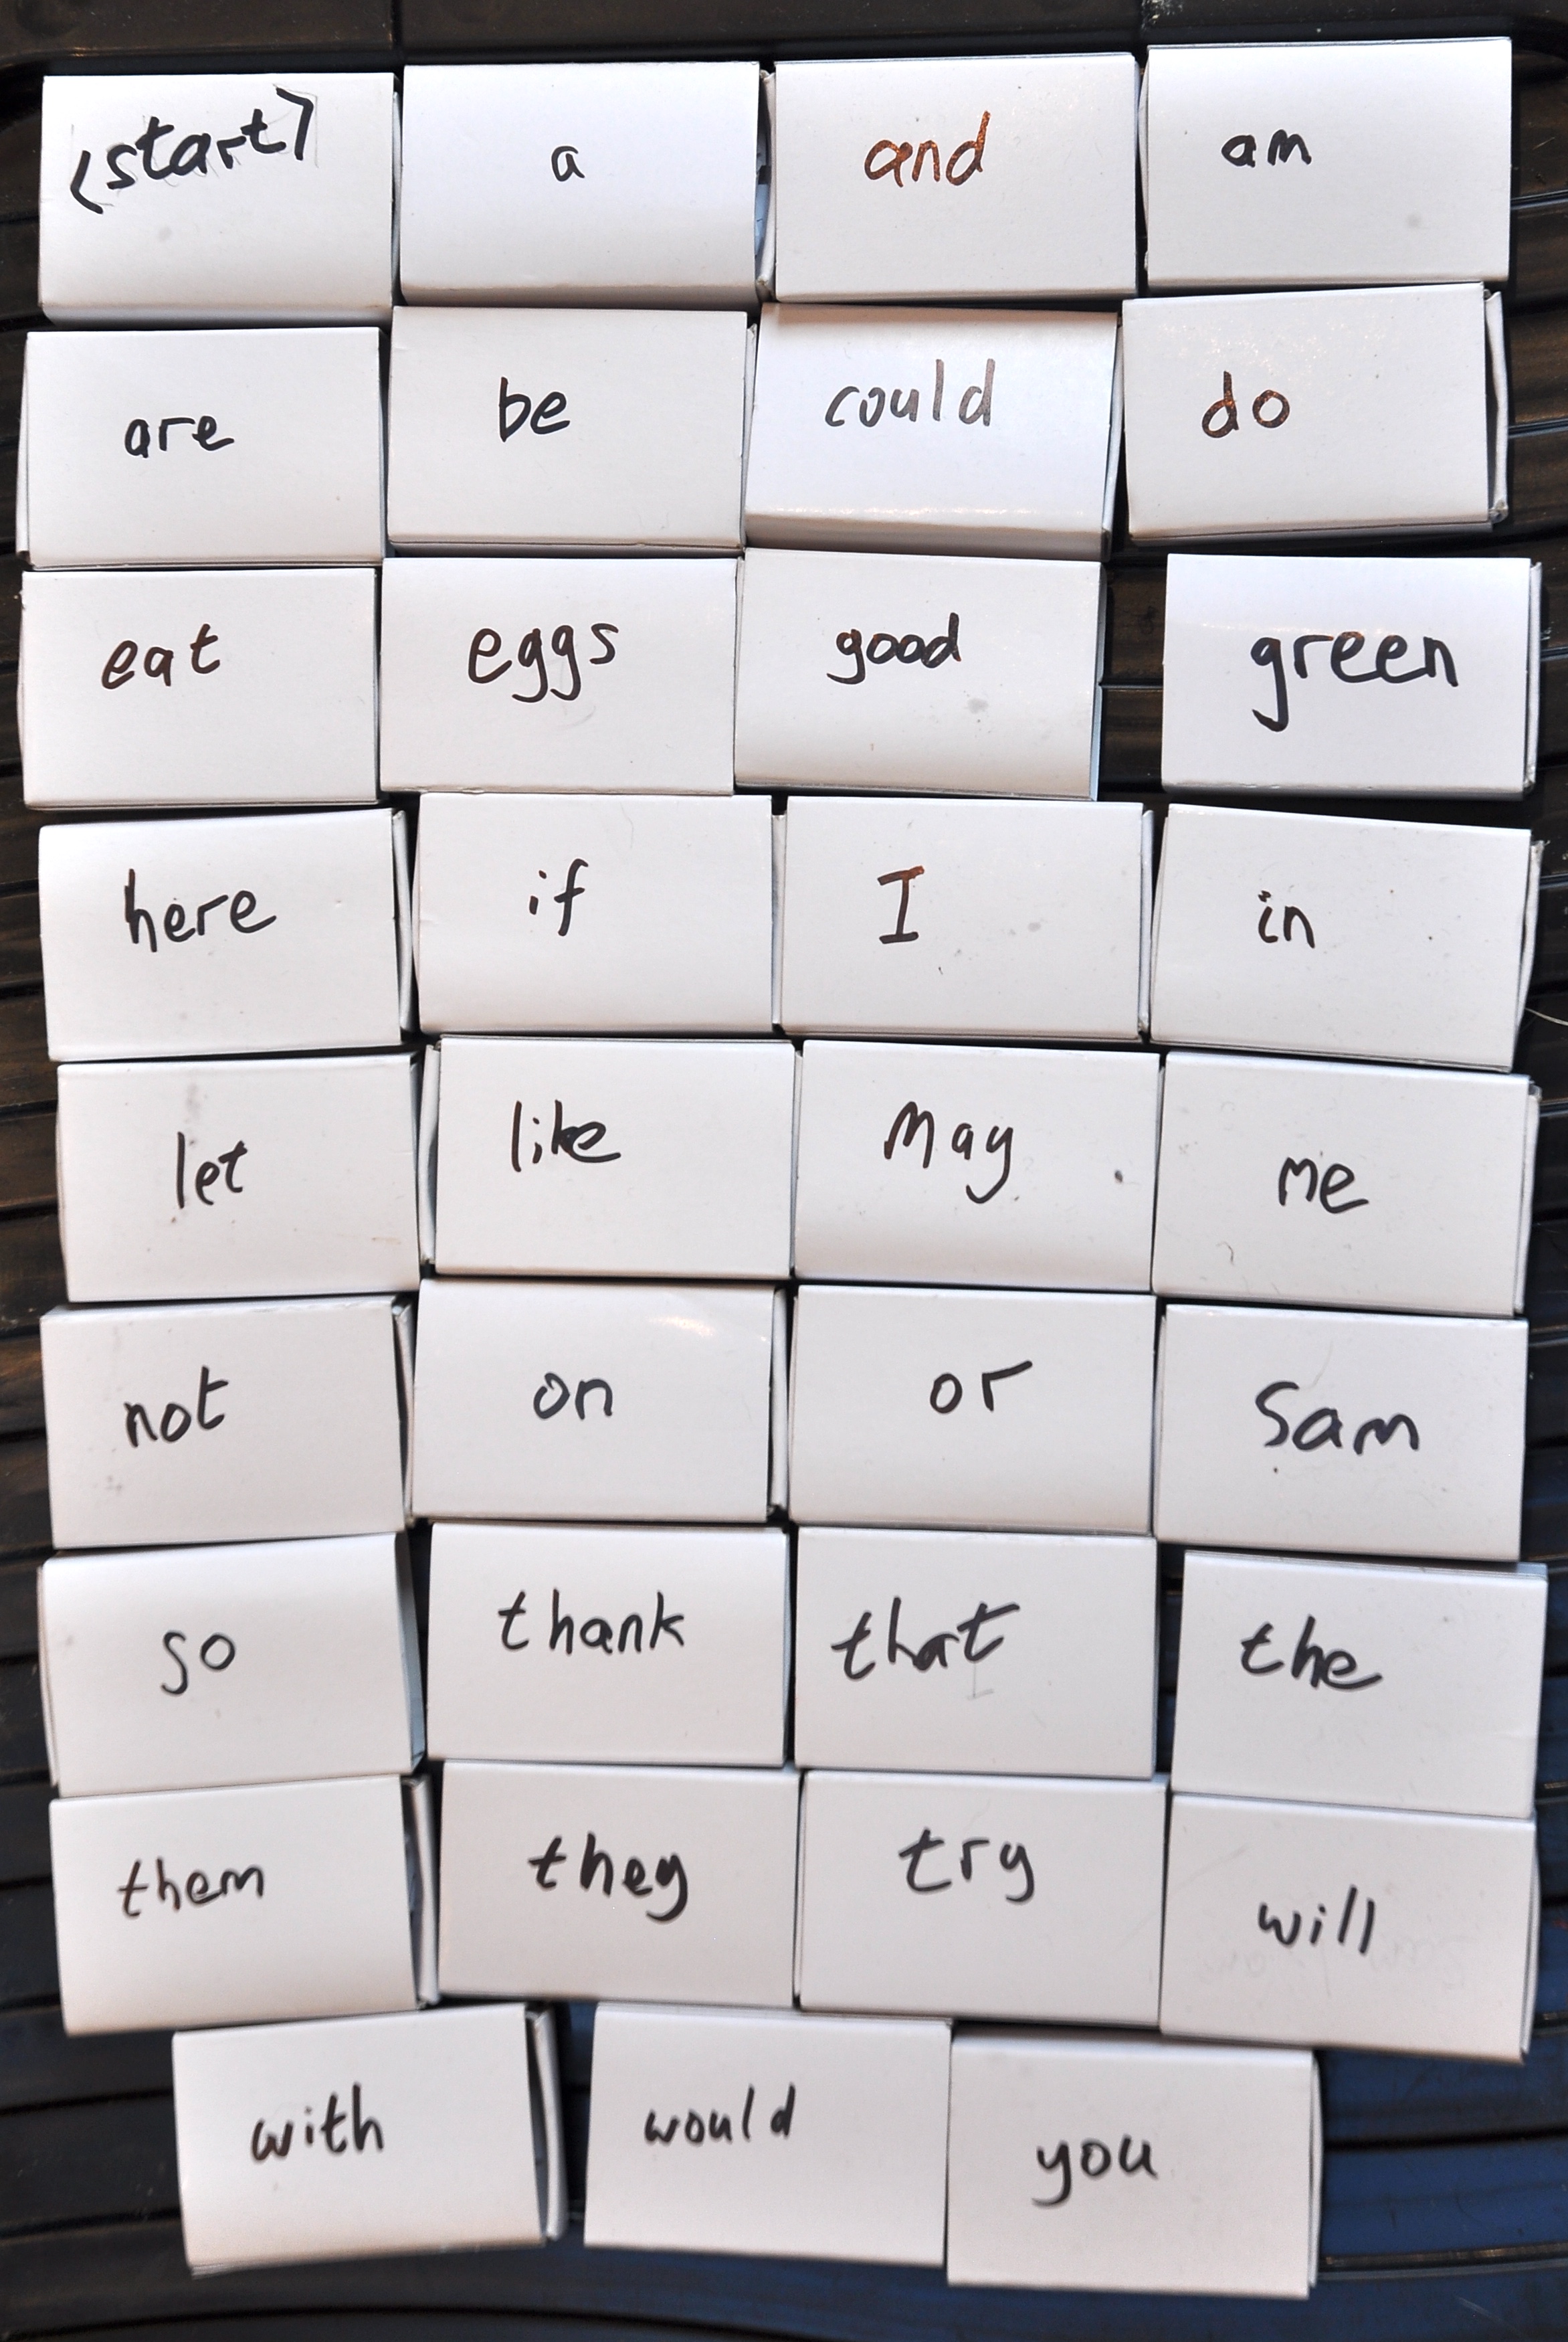 (start)
a
and
am
are
be
could
do
eat
eggs
good
green
here
if
I
in
let
like
May
me
not
on
or
Sam
so
thank
that
the
them
they
try
will
with
would
you